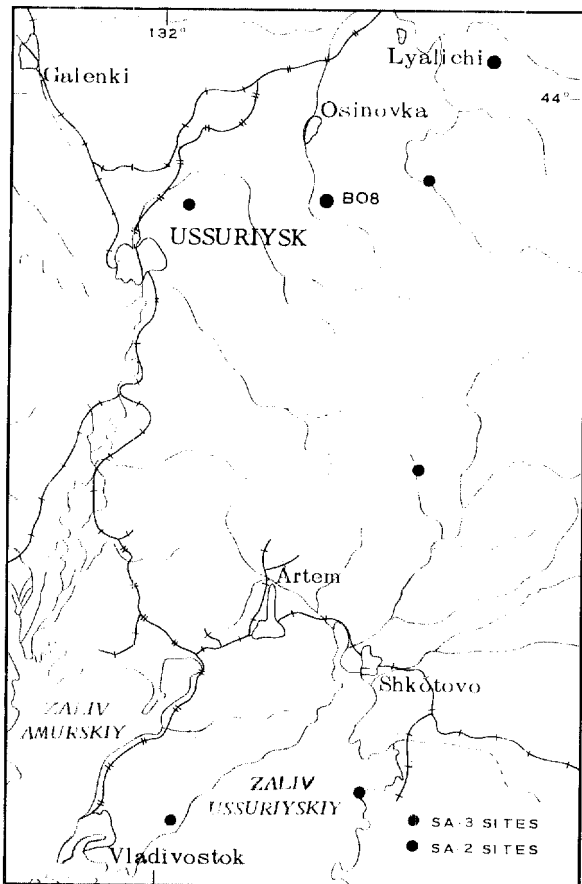 132°
Galenki
Lyalichi
44°
Osinovka
B08
USSURIYSK
Artem
Shkotovo
ZALIV
AMURSKIY
ZALIV
USSURIYSKIY
SA-3 SITES
SA-2 SITES
Vladivostok